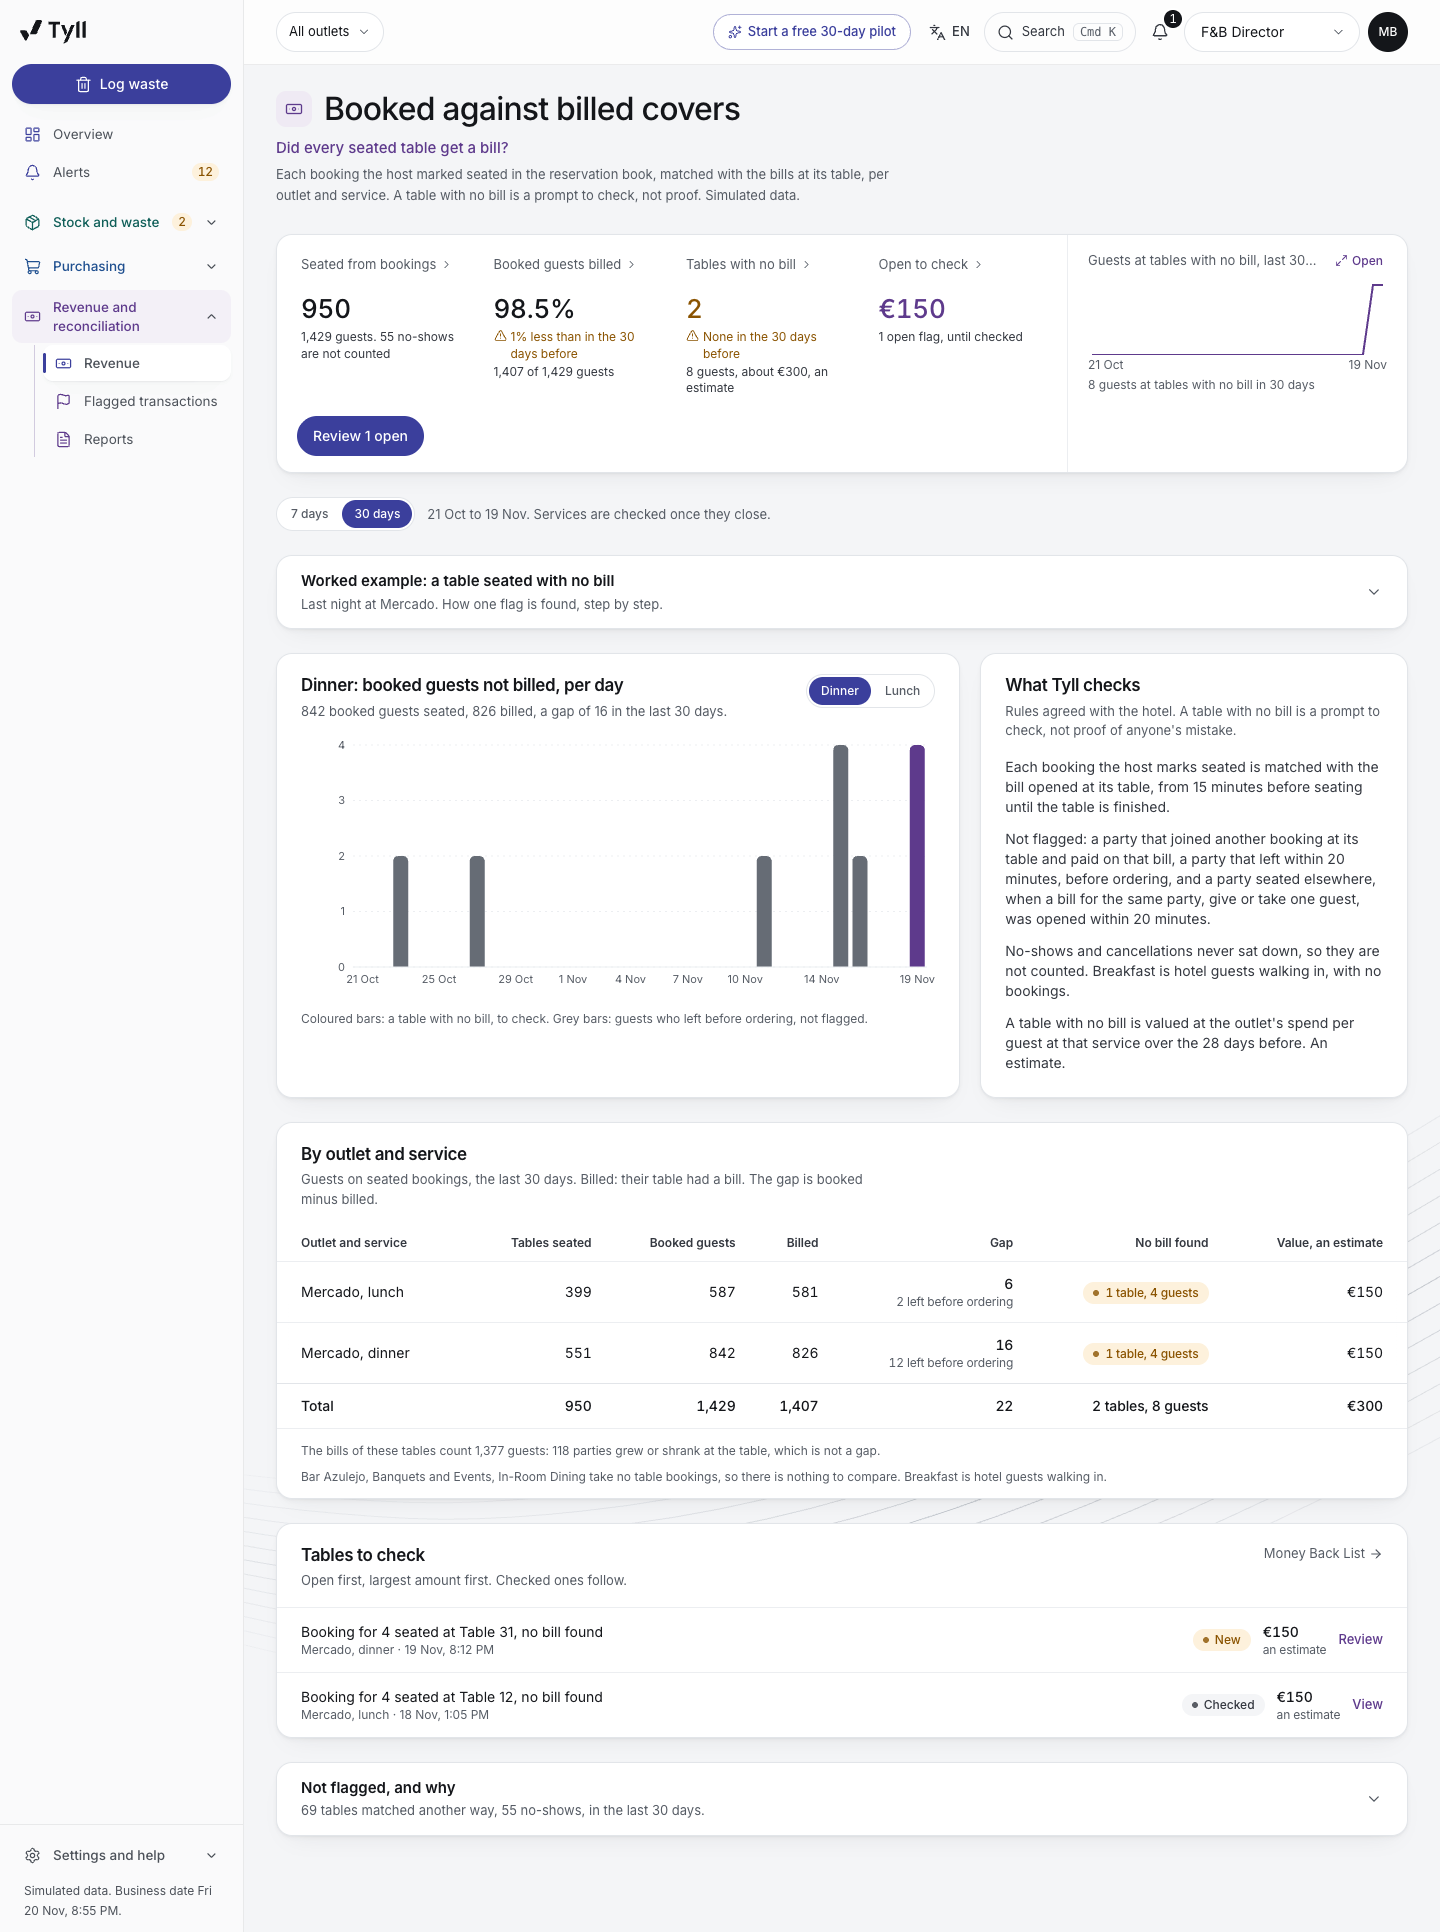 Tyll
Log waste
Overview
Alerts
12
Stock and waste
2
Purchasing
Revenue and
reconciliation
Revenue
Flagged transactions
Reports
Settings and help
Simulated data. Business date Fri
20 Nov, 8:55 PM.
All outlets
Start a free 30-day pilot
EN
Search
Cmd K
1
F&B Director
MB
Booked against billed covers
Did every seated table get a bill?
Each booking the host marked seated in the reservation book, matched with the bills at its table, per
outlet and service. A table with no bill is a prompt to check, not proof. Simulated data.
Seated from bookings
950
1,429 guests. 55 no-shows
are not counted
Booked guests billed
98.5%
1% less than in the 30
days before
1,407 of 1,429 guests
Tables with no bill
2
None in the 30 days
before
8 guests, about €300, an
estimate
Open to check
€150
1 open flag, until checked
Review 1 open
Guests at tables with no bill, last 30...
Open
21 Oct
19 Nov
8 guests at tables with no bill in 30 days
7 days
30 days
21 Oct to 19 Nov. Services are checked once they close.
Worked example: a table seated with no bill
Last night at Mercado. How one flag is found, step by step.
Dinner: booked guests not billed, per day
842 booked guests seated, 826 billed, a gap of 16 in the last 30 days.
Dinner
Lunch
4
3
2
1
0
21 Oct
25 Oct
29 Oct
1 Nov
4 Nov
7 Nov
10 Nov
14 Nov
19 Nov
Coloured bars: a table with no bill, to check. Grey bars: guests who left before ordering, not flagged.
What Tyll checks
Rules agreed with the hotel. A table with no bill is a prompt to
check, not proof of anyone's mistake.
Each booking the host marks seated is matched with the
bill opened at its table, from 15 minutes before seating
until the table is finished.
Not flagged: a party that joined another booking at its
table and paid on that bill, a party that left within 20
minutes, before ordering, and a party seated elsewhere,
when a bill for the same party, give or take one guest,
was opened within 20 minutes.
No-shows and cancellations never sat down, so they are
not counted. Breakfast is hotel guests walking in, with no
bookings.
A table with no bill is valued at the outlet's spend per
guest at that service over the 28 days before. An
estimate.
By outlet and service
Guests on seated bookings, the last 30 days. Billed: their table had a bill. The gap is booked
minus billed.
Outlet and service
Tables seated
Booked guests
Billed
Gap
No bill found
Value, an estimate
Mercado, lunch
399
587
581
6
2 left before ordering
1 table, 4 guests
€150
Mercado, dinner
551
842
826
16
12 left before ordering
1 table, 4 guests
€150
Total
950
1,429
1,407
22
2 tables, 8 guests
€300
The bills of these tables count 1,377 guests: 118 parties grew or shrank at the table, which is not a gap.
Bar Azulejo, Banquets and Events, In-Room Dining take no table bookings, so there is nothing to compare. Breakfast is hotel guests walking in.
Tables to check
Open first, largest amount first. Checked ones follow.
Money Back List
Booking for 4 seated at Table 31, no bill found
Mercado, dinner · 19 Nov, 8:12 PM
New
€150
an estimate
Review
Booking for 4 seated at Table 12, no bill found
Mercado, lunch · 18 Nov, 1:05 PM
Checked
€150
an estimate
View
Not flagged, and why
69 tables matched another way, 55 no-shows, in the last 30 days.